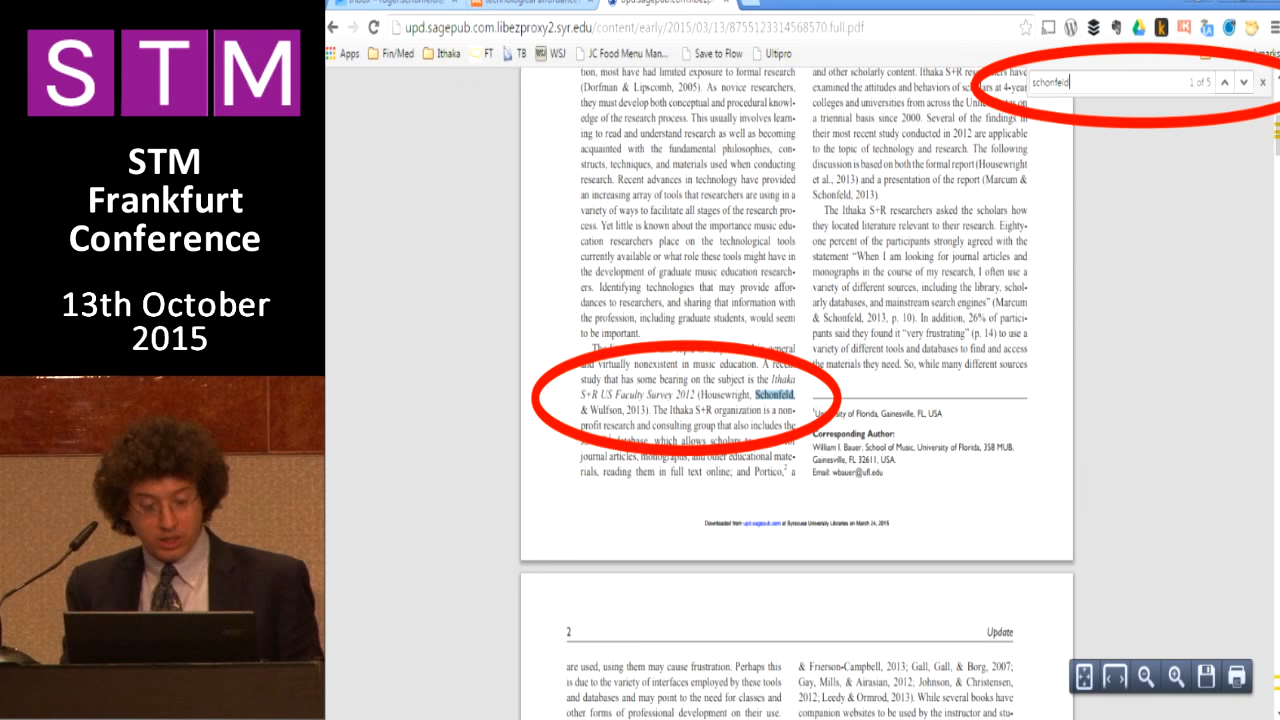 STM
STM
Frankfurt
Conference
13th October
2015
upd.sagepub.com.libezproxy2.syr.edu/content/early/2015/03/13/8755123314568570.full.pdf
Apps Fin/Med Ithaka FT TB WSJ JC Food Menu Man... Save to Flow Ultipro
schonfeld 1 of 5
tion, most have had limited exposure to formal research
(Dorfman & Lipscomb, 2005). As novice researchers,
they must develop both conceptual and procedural knowl-
edge of the research process. This usually involves learn-
ing to read and understand research as well as becoming
acquainted with the fundamental philosophies, con-
structs, techniques, and materials used when conducting
research. Recent advances in technology have provided
an increasing array of tools that researchers are using in a
variety of ways to facilitate all stages of the research pro-
cess. Yet little is known about the importance music edu-
cation researchers place on the technological tools
currently available or what role these tools might have in
the development of graduate music education research-
ers. Identifying technologies that may provide affor-
dances to researchers, and sharing that information with
the profession, including graduate students, would seem
to be important.
general
and virtually nonexistent in music education. A recent
study that has some bearing on the subject is the Ithaka
S+R US Faculty Survey 2012 (Housewright, Schonfeld,
& Wulfson, 2013). The Ithaka S+R organization is a non-
profit research and consulting group that also includes the
database, which allows scholars
journal articles, monographs, and other educational mate-
rials, reading them in full text online; and Portico,2 a
and other scholarly content. Ithaka S+R researchers have
examined the attitudes and behaviors of scholars at 4-year
colleges and universities from across the United States on
a triennial basis since 2000. Several of the findings in
their most recent study conducted in 2012 are applicable
to the topic of technology and research. The following
discussion is based on both the formal report (Housewright
et al., 2013) and a presentation of the report (Marcum &
Schonfeld, 2013).
The Ithaka S+R researchers asked the scholars how
they located literature relevant to their research. Eighty-
one percent of the participants strongly agreed with the
statement “When I am looking for journal articles and
monographs in the course of my research, I often use a
variety of different sources, including the library, schol-
arly databases, and mainstream search engines” (Marcum
& Schonfeld, 2013, p. 10). In addition, 26% of partici-
pants said they found it “very frustrating” (p. 14) to use a
variety of different tools and databases to find and access
the materials they need. So, while many different sources
1University of Florida, Gainesville, FL, USA
Corresponding Author:
William I. Bauer, School of Music, University of Florida, 358 MUB,
Gainesville, FL 32611, USA.
Email: wbauer@ufl.edu
Downloaded from upd.sagepub.com at Syracuse University Libraries on March 24, 2015
2 Update
are used, using them may cause frustration. Perhaps this
is due to the variety of interfaces employed by these tools
and databases and may point to the need for classes and
other forms of professional development on their use.
& Frierson-Campbell, 2013; Gall, Gall, & Borg, 2007;
Gay, Mills, & Airasian, 2012; Johnson, & Christensen,
2012; Leedy & Ormrod, 2013). While several books have
companion websites to be used by the instructor and stu-